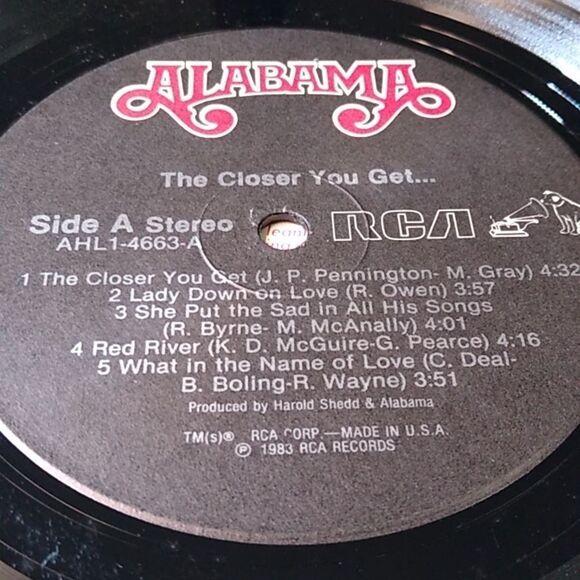 ALABAMA
The Closer You Get...
Side A Stereo
AHL1-4663-A
RCA
1 The Closer You Get (J. P. Pennington- M. Gray) 4:32
2 Lady Down on Love (R. Owen) 3:57
3 She Put the Sad in All His Songs
(R. Byrne- M. McAnally) 4:01
4 Red River (K. D. McGuire-G. Pearce) 4:16
5 What in the Name of Love (C. Deal-
B. Boling-R. Wayne) 3:51
Produced by Harold Shedd & Alabama
TM(s)® RCA CORP.—MADE IN U.S.A.
℗ 1983 RCA RECORDS